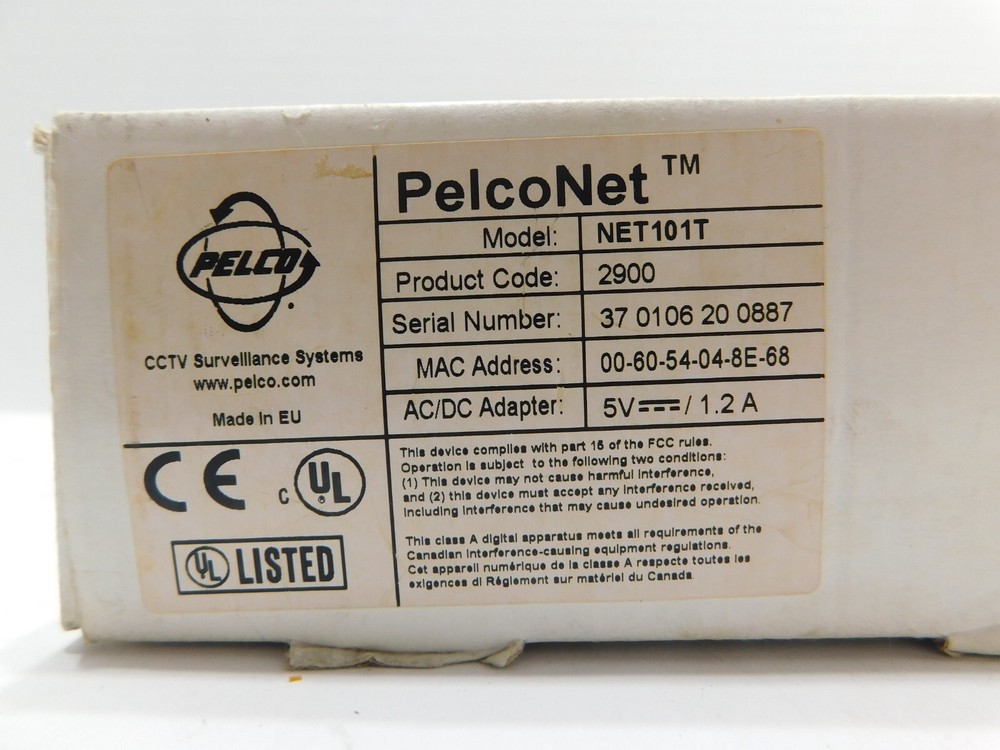 PELCO
CCTV Surveillance Systems
www.pelco.com
Made in EU
PelcoNet ™
Model: NET101T
Product Code: 2900
Serial Number: 37 0106 20 0887
MAC Address: 00-60-54-04-8E-68
AC/DC Adapter: 5V⎓/ 1.2 A
CE
C UL ®
UL LISTED
This device complies with part 15 of the FCC rules.
Operation is subject to the following two conditions:
(1) This device may not cause harmful interference,
and (2) this device must accept any interference received,
including interference that may cause undesired operation.
This class A digital apparatus meets all requirements of the
Canadian interference-causing equipment regulations.
Cet appareil numérique de la classe A respecte toutes les
exigences di Réglement sur matériel du Canada